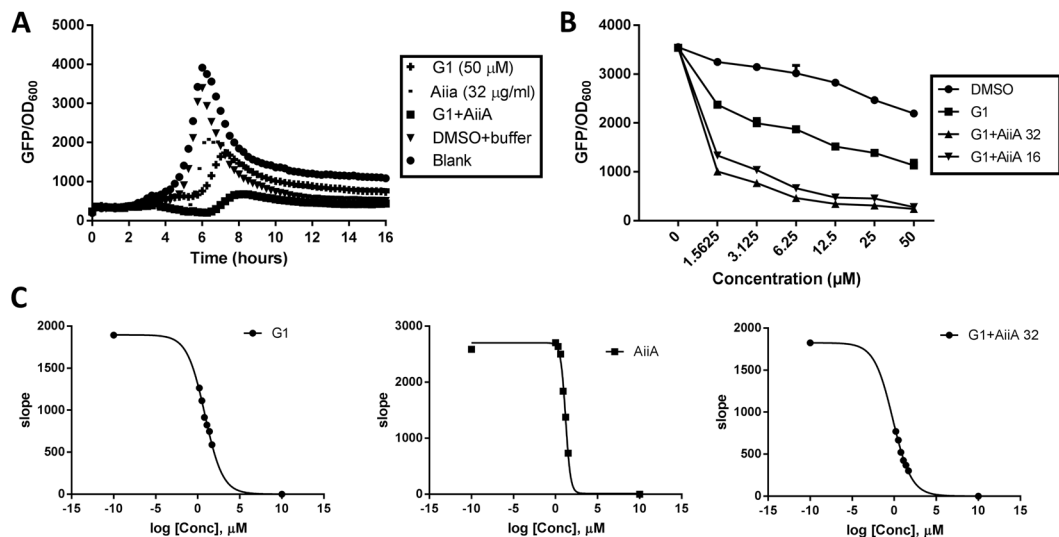 A
GFP/OD600
5000
4000
3000
2000
1000
0
0 2 4 6 8 10 12 14 16
Time (hours)
G1 (50 µM)
Aiia (32 µg/ml)
G1+AiiA
DMSO+buffer
Blank
B
GFP/OD600
4000
3000
2000
1000
0
0 1.5625 3.125 6.25 12.5 25 50
Concentration (µM)
DMSO
G1
G1+AiiA 32
G1+AiiA 16
C
slope
2000
1500
1000
500
0
-15 -10 -5 0 5 10 15
log [Conc], µM
G1
slope
3000
2000
1000
0
-15 -10 -5 0 5 10 15
log [Conc], µM
AiiA
slope
2000
1500
1000
500
0
-15 -10 -5 0 5 10 15
log [Conc], µM
G1+AiiA 32